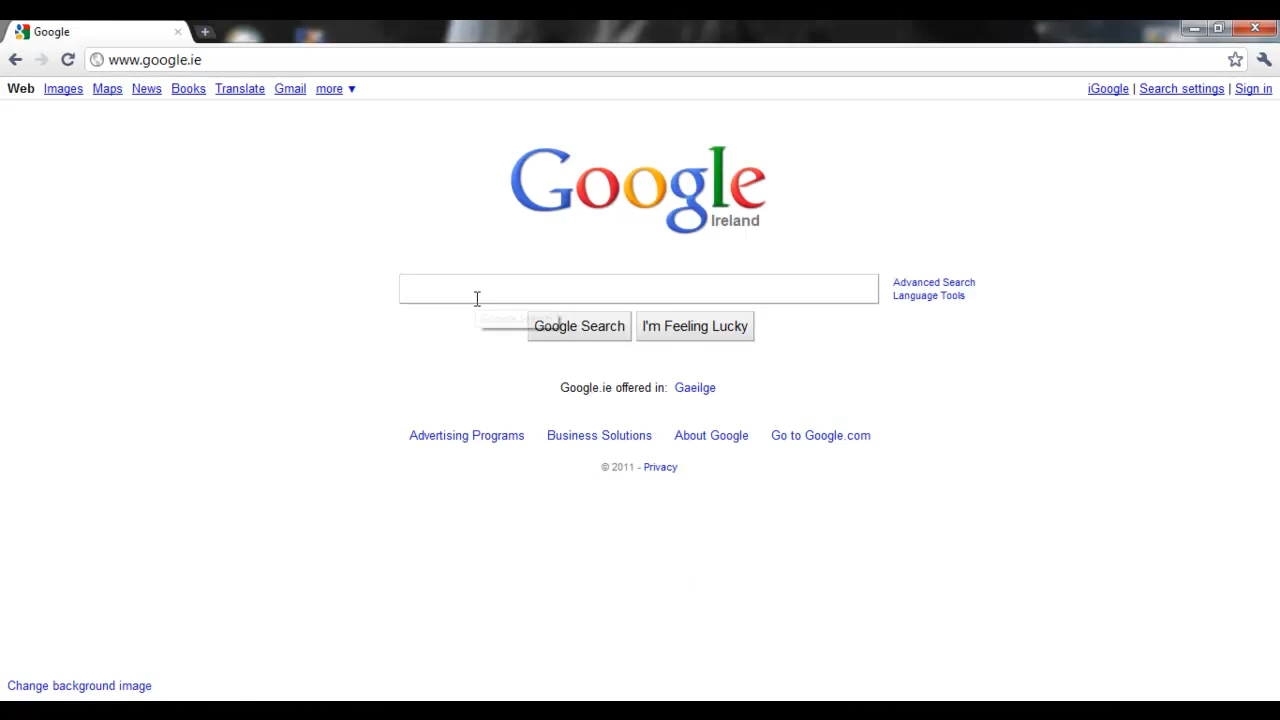 Google
www.google.ie
Web Images Maps News Books Translate Gmail more ▼ iGoogle | Search settings | Sign in
Google
Ireland
Advanced Search
Language Tools
Google Search
Google Search I'm Feeling Lucky
Google.ie offered in: Gaeilge
Advertising Programs Business Solutions About Google Go to Google.com
© 2011 - Privacy
Change background image